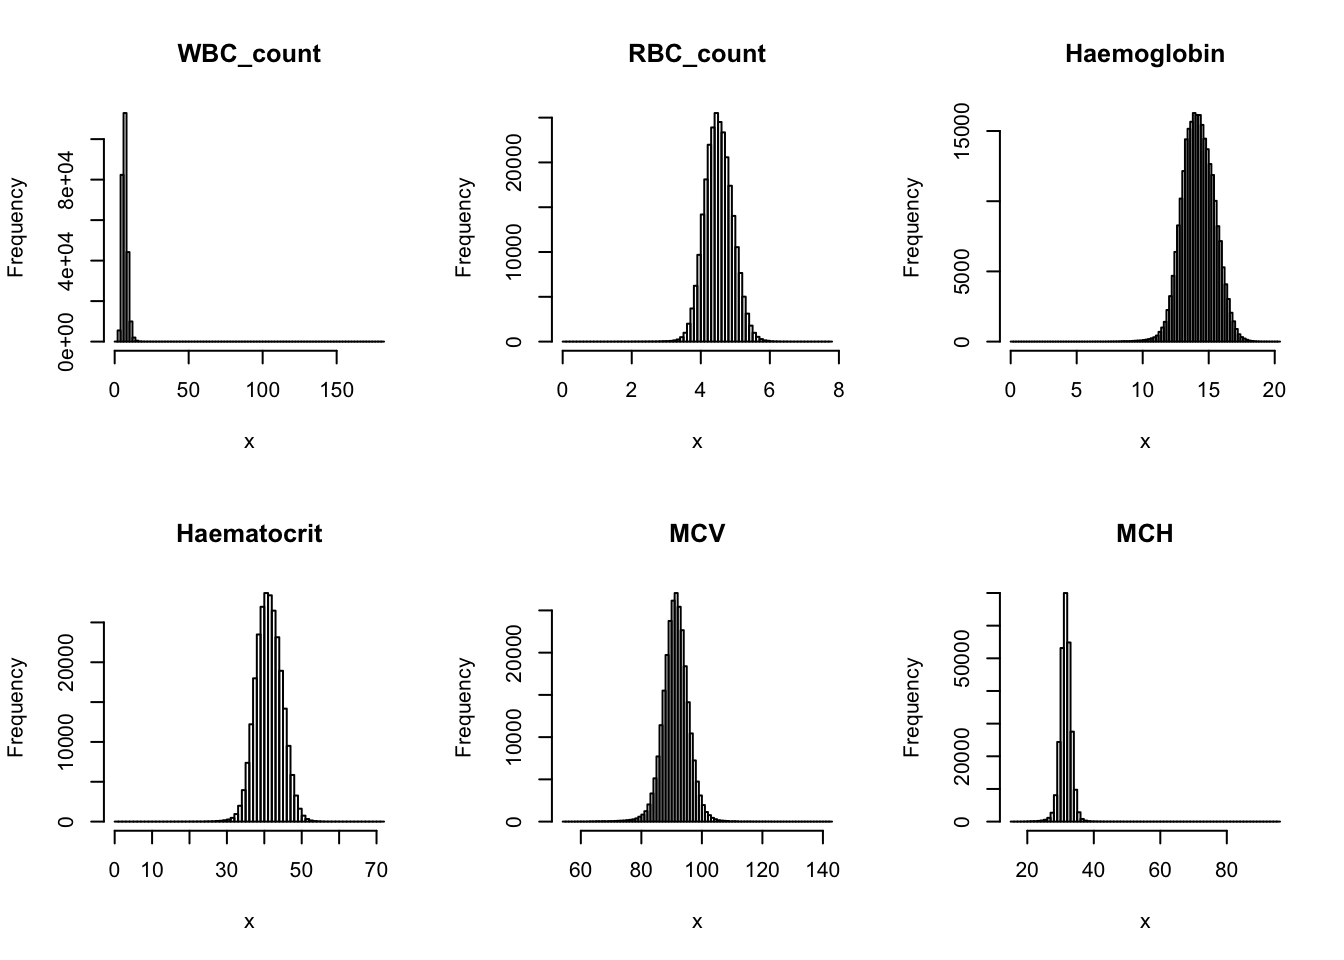 WBC_count
Frequency
0e+00 4e+04 8e+04
0 50 100 150
x
RBC_count
Frequency
0 10000 20000
0 2 4 6 8
x
Haemoglobin
Frequency
0 5000 15000
0 5 10 15 20
x
Haematocrit
Frequency
0 10000 20000
0 10 30 50 70
x
MCV
Frequency
0 10000 20000
60 80 100 120 140
x
MCH
Frequency
0 20000 50000
20 40 60 80
x